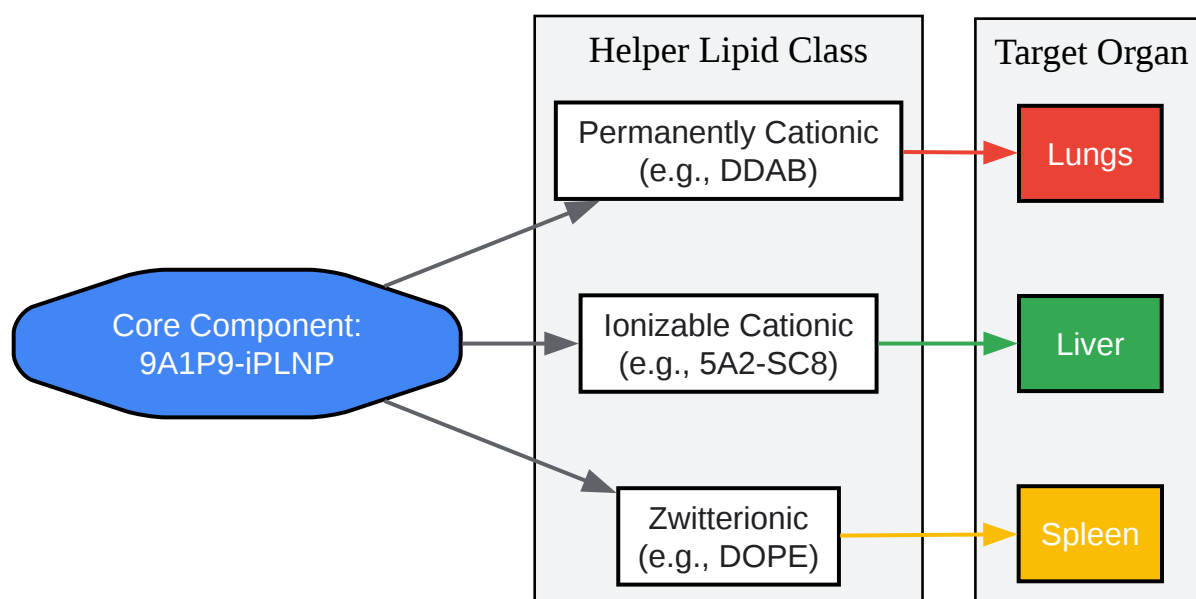 Helper Lipid Class
Target Organ
Permanently Cationic
(e.g., DDAB)
Lungs
Core Component:
9A1P9-iPLNP
Ionizable Cationic
(e.g., 5A2-SC8)
Liver
Zwitterionic
(e.g., DOPE)
Spleen